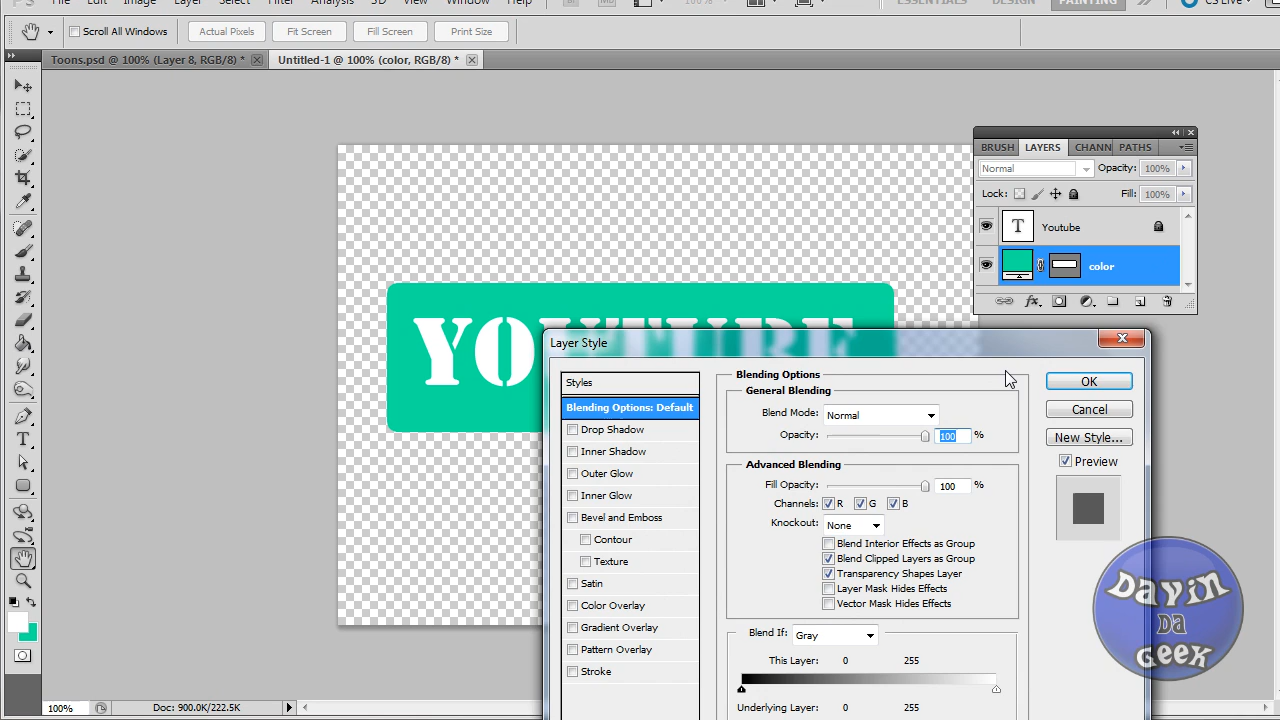 PS File Edit Image Layer Select Filter Analysis 3D View Window Help 100% ESSENTIALS DESIGN PAINTING CS Live
Scroll All Windows Actual Pixels Fit Screen Fill Screen Print Size
Toons.psd @ 100% (Layer 8, RGB/8) * Untitled-1 @ 100% (color, RGB/8) *
BRUSH LAYERS CHANN PATHS
Normal Opacity: 100%
Lock: Fill: 100%
T Youtube
color
YOUTUBE
Layer Style
Styles
Blending Options: Default
Drop Shadow
Inner Shadow
Outer Glow
Inner Glow
Bevel and Emboss
Contour
Texture
Satin
Color Overlay
Gradient Overlay
Pattern Overlay
Stroke
Blending Options
General Blending
Blend Mode: Normal
Opacity: 100 %
Advanced Blending
Fill Opacity: 100 %
Channels: R G B
Knockout: None
Blend Interior Effects as Group
Blend Clipped Layers as Group
Transparency Shapes Layer
Layer Mask Hides Effects
Vector Mask Hides Effects
Blend If: Gray
This Layer: 0 255
Underlying Layer: 0 255
OK
Cancel
New Style...
Preview
Dayin
Da
Geek
100% Doc: 900.0K/222.5K